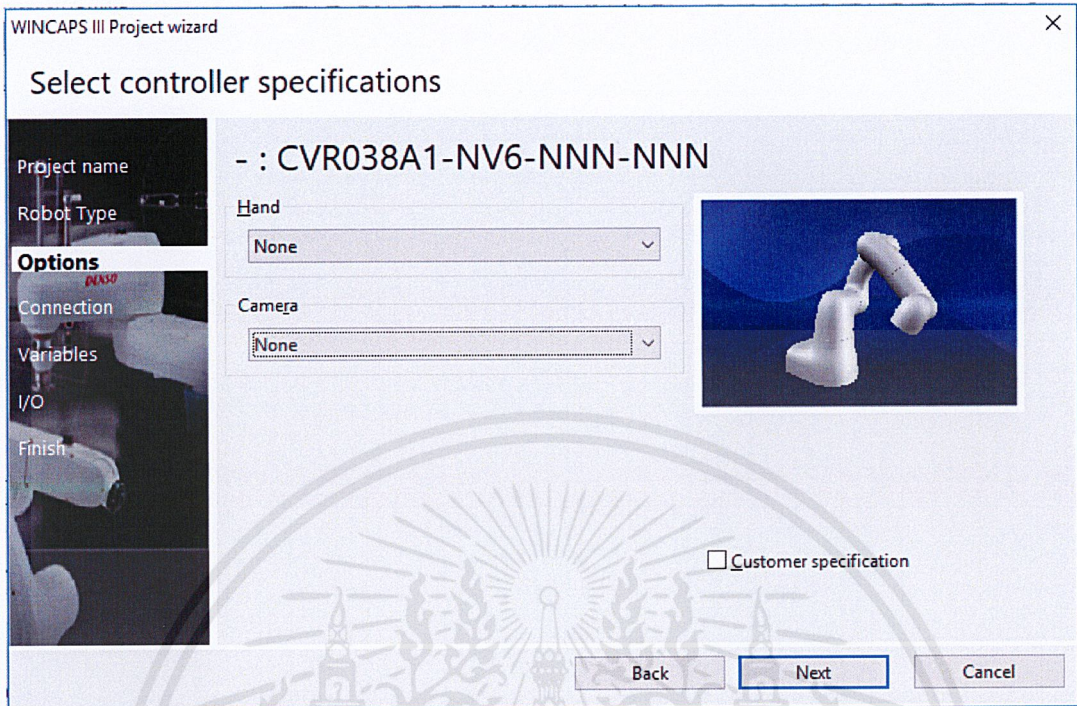 WINCAPS III Project wizard
Select controller specifications
Project name
Robot Type
Options
Connection
Variables
I/O
Finish
DENSO
- : CVR038A1-NV6-NNN-NNN
Hand
None
Camera
None
Customer specification
Back
Next
Cancel